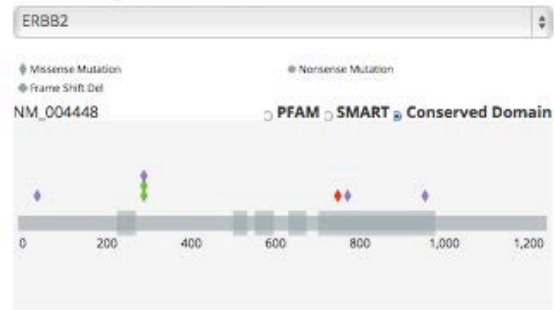 ERBB2
Missense Mutation Nonsense Mutation
Frame Shift Del
NM_004448 PFAM SMART Conserved Domain
0 200 400 600 800 1,000 1,200